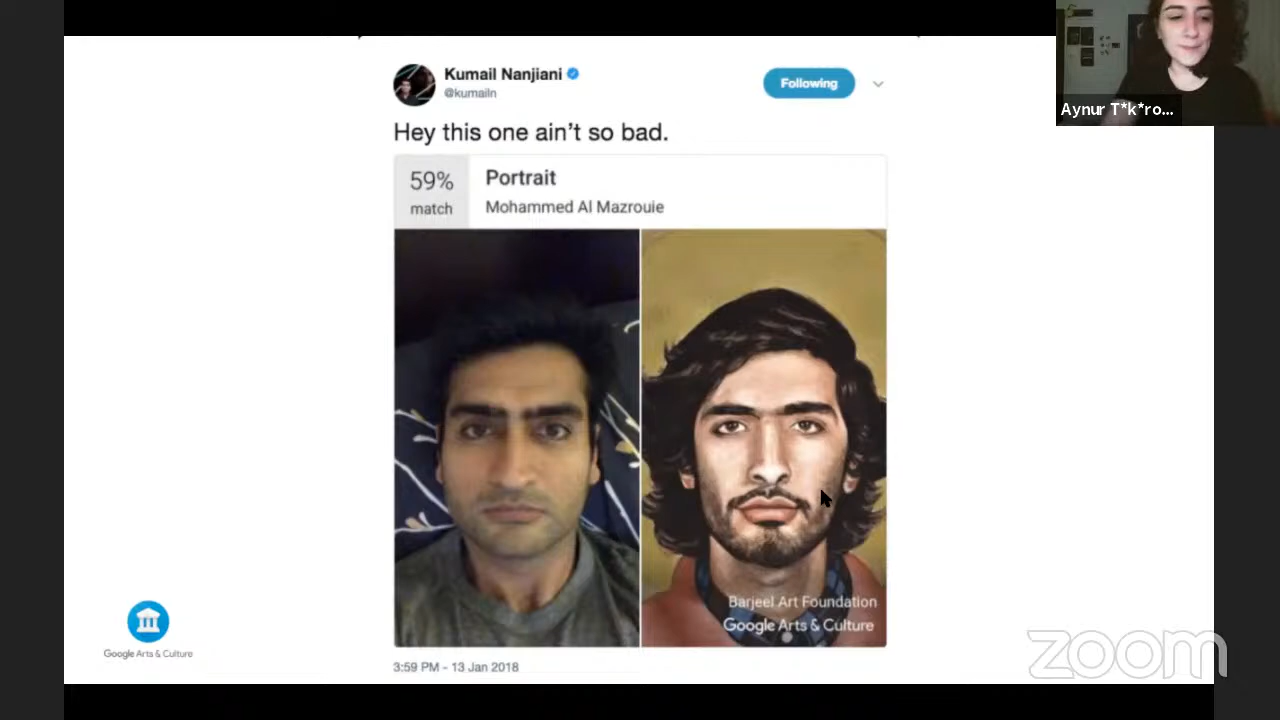 Kumail Nanjiani
@kumailn
Following
Hey this one ain't so bad.
59%
match
Portrait
Mohammed Al Mazrouie
Barjeel Art Foundation
Google Arts & Culture
3:59 PM - 13 Jan 2018
Google Arts & Culture
Aynur T*k*ro...
zoom